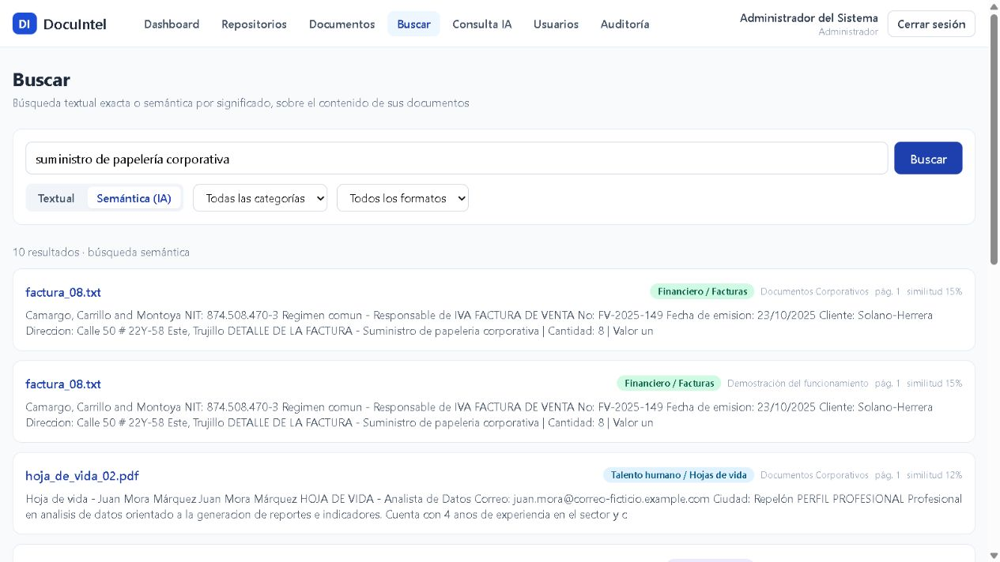 DI DocuIntel Dashboard Repositorios Documentos Buscar Consulta IA Usuarios Auditoría Administrador del Sistema
Administrador
Cerrar sesión
Buscar
Búsqueda textual exacta o semántica por significado, sobre el contenido de sus documentos
suministro de papelería corporativa
Buscar
Textual Semántica (IA) Todas las categorías Todos los formatos
10 resultados · búsqueda semántica
factura_08.txt Financiero / Facturas Documentos Corporativos pág. 1 similitud 15%
Camargo, Carrillo and Montoya NIT: 874.508.470-3 Regimen comun - Responsable de IVA FACTURA DE VENTA No: FV-2025-149 Fecha de emision: 23/10/2025 Cliente: Solano-Herrera
Direccion: Calle 50 # 22Y-58 Este, Trujillo DETALLE DE LA FACTURA - Suministro de papeleria corporativa | Cantidad: 8 | Valor un
factura_08.txt Financiero / Facturas Demostración del funcionamiento pág. 1 similitud 15%
Camargo, Carrillo and Montoya NIT: 874.508.470-3 Regimen comun - Responsable de IVA FACTURA DE VENTA No: FV-2025-149 Fecha de emision: 23/10/2025 Cliente: Solano-Herrera
Direccion: Calle 50 # 22Y-58 Este, Trujillo DETALLE DE LA FACTURA - Suministro de papeleria corporativa | Cantidad: 8 | Valor un
hoja_de_vida_02.pdf Talento humano / Hojas de vida Documentos Corporativos pág. 1 similitud 12%
Hoja de vida - Juan Mora Márquez Juan Mora Márquez HOJA DE VIDA - Analista de Datos Correo: juan.mora@correo-ficticio.example.com Ciudad: Repelón PERFIL PROFESIONAL Profesional
en analisis de datos orientado a la generacion de reportes e indicadores. Cuenta con 4 anos de experiencia en el sector y c